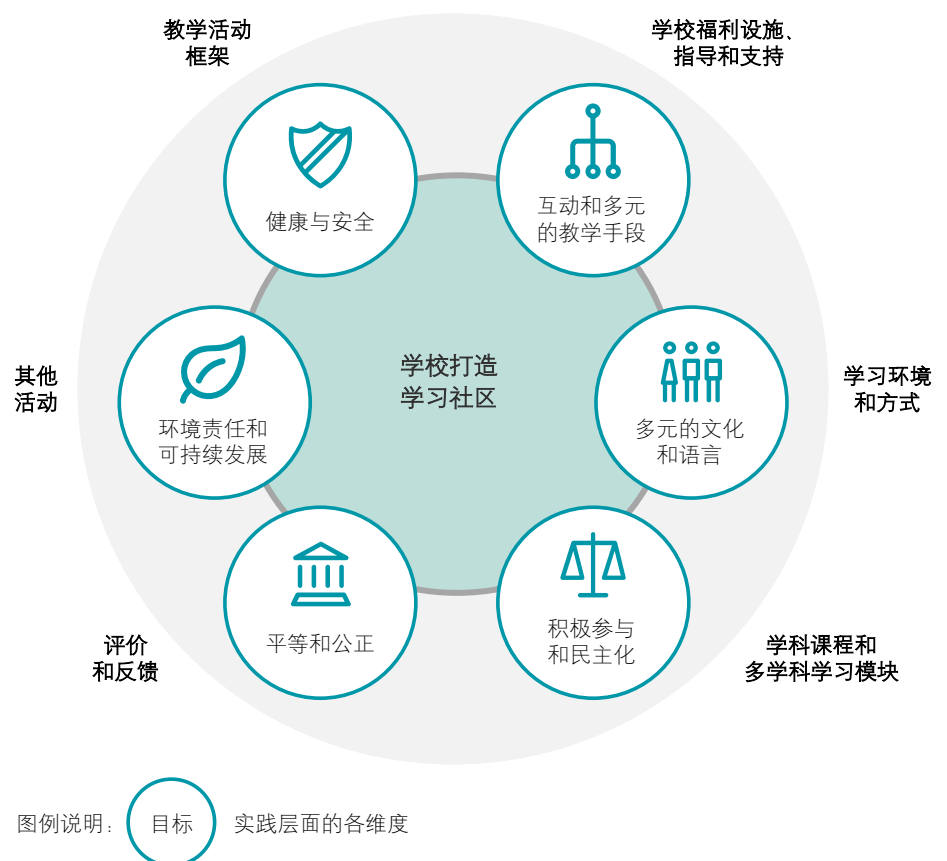 教学活动
框架
学校福利设施、
指导和支持
健康与安全
互动和多元
的教学手段
学校打造
学习社区
其他
活动
环境责任和
可持续发展
多元的文化
和语言
学习环境
和方式
平等和公正
积极参与
和民主化
评价
和反馈
学科课程和
多学科学习模块
图例说明： 目标 实践层面的各维度